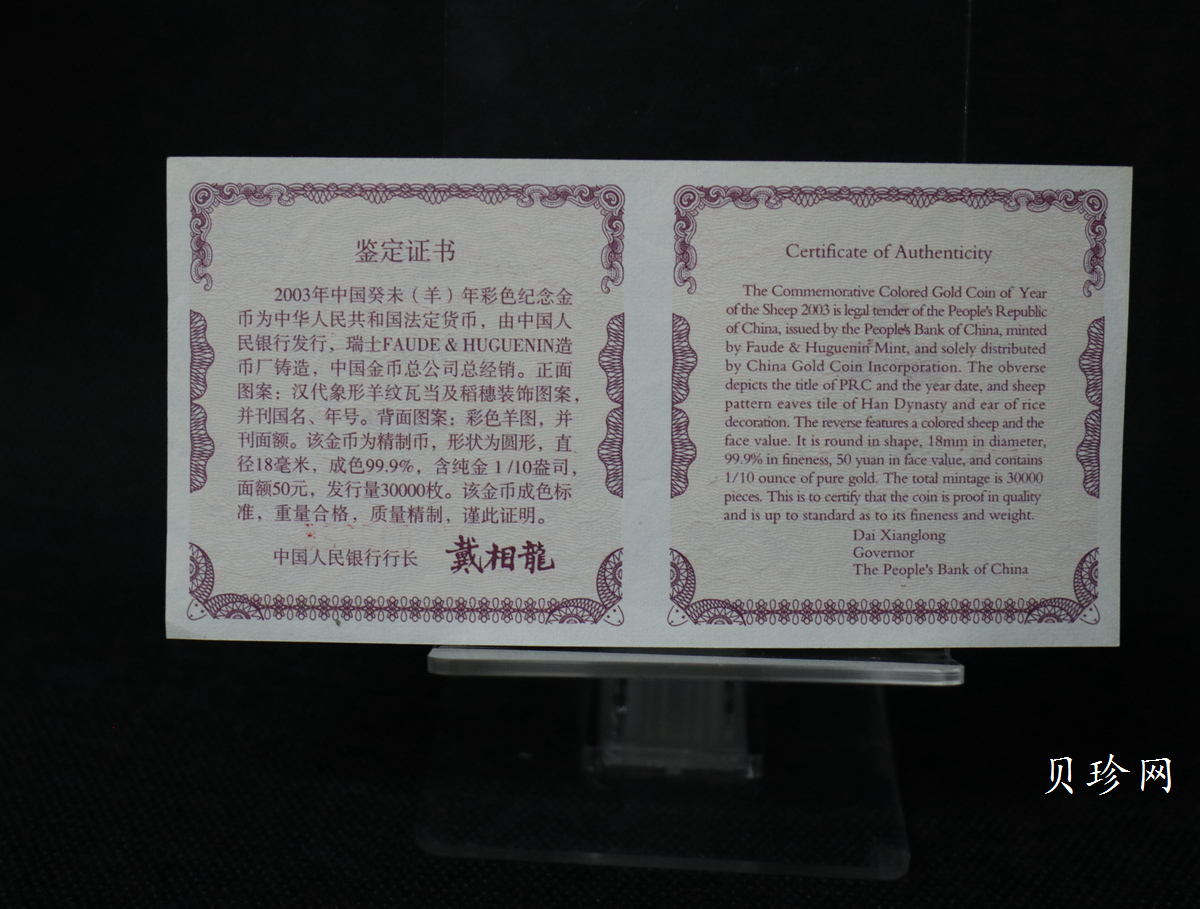 鉴定证书
2003年中国癸未（羊）年彩色纪念金
币为中华人民共和国法定货币，由中国人
民银行发行，瑞士FAUDE & HUGUENIN造
币厂铸造，中国金币总公司总经销。正面
图案：汉代象形羊纹瓦当及稻穗装饰图案，
并刊国名、年号。背面图案：彩色羊图，并
刊面额。该金币为精制币，形状为圆形，直
径18毫米，成色99.9%，含纯金 1 /10盎司，
面额50元，发行量30000枚。该金币成色标
准，重量合格，质量精制，谨此证明。
中国人民银行行长 戴相龍
Certificate of Authenticity
The Commemorative Colored Gold Coin of Year
of the Sheep 2003 is legal tender of the People's Republic
of China, issued by the People's Bank of China, minted
by Faude & Huguenin Mint, and solely distributed
by China Gold Coin Incorporation. The obverse
depicts the title of PRC and the year date, and sheep
pattern eaves tile of Han Dynasty and ear of rice
decoration. The reverse features a colored sheep and the
face value. It is round in shape, 18mm in diameter,
99.9% in fineness, 50 yuan in face value, and contains
1/10 ounce of pure gold. The total mintage is 30000
pieces. This is to certify that the coin is proof in quality
and is up to standard as to its fineness and weight.
Dai Xianglong
Governor
The People's Bank of China
贝珍网